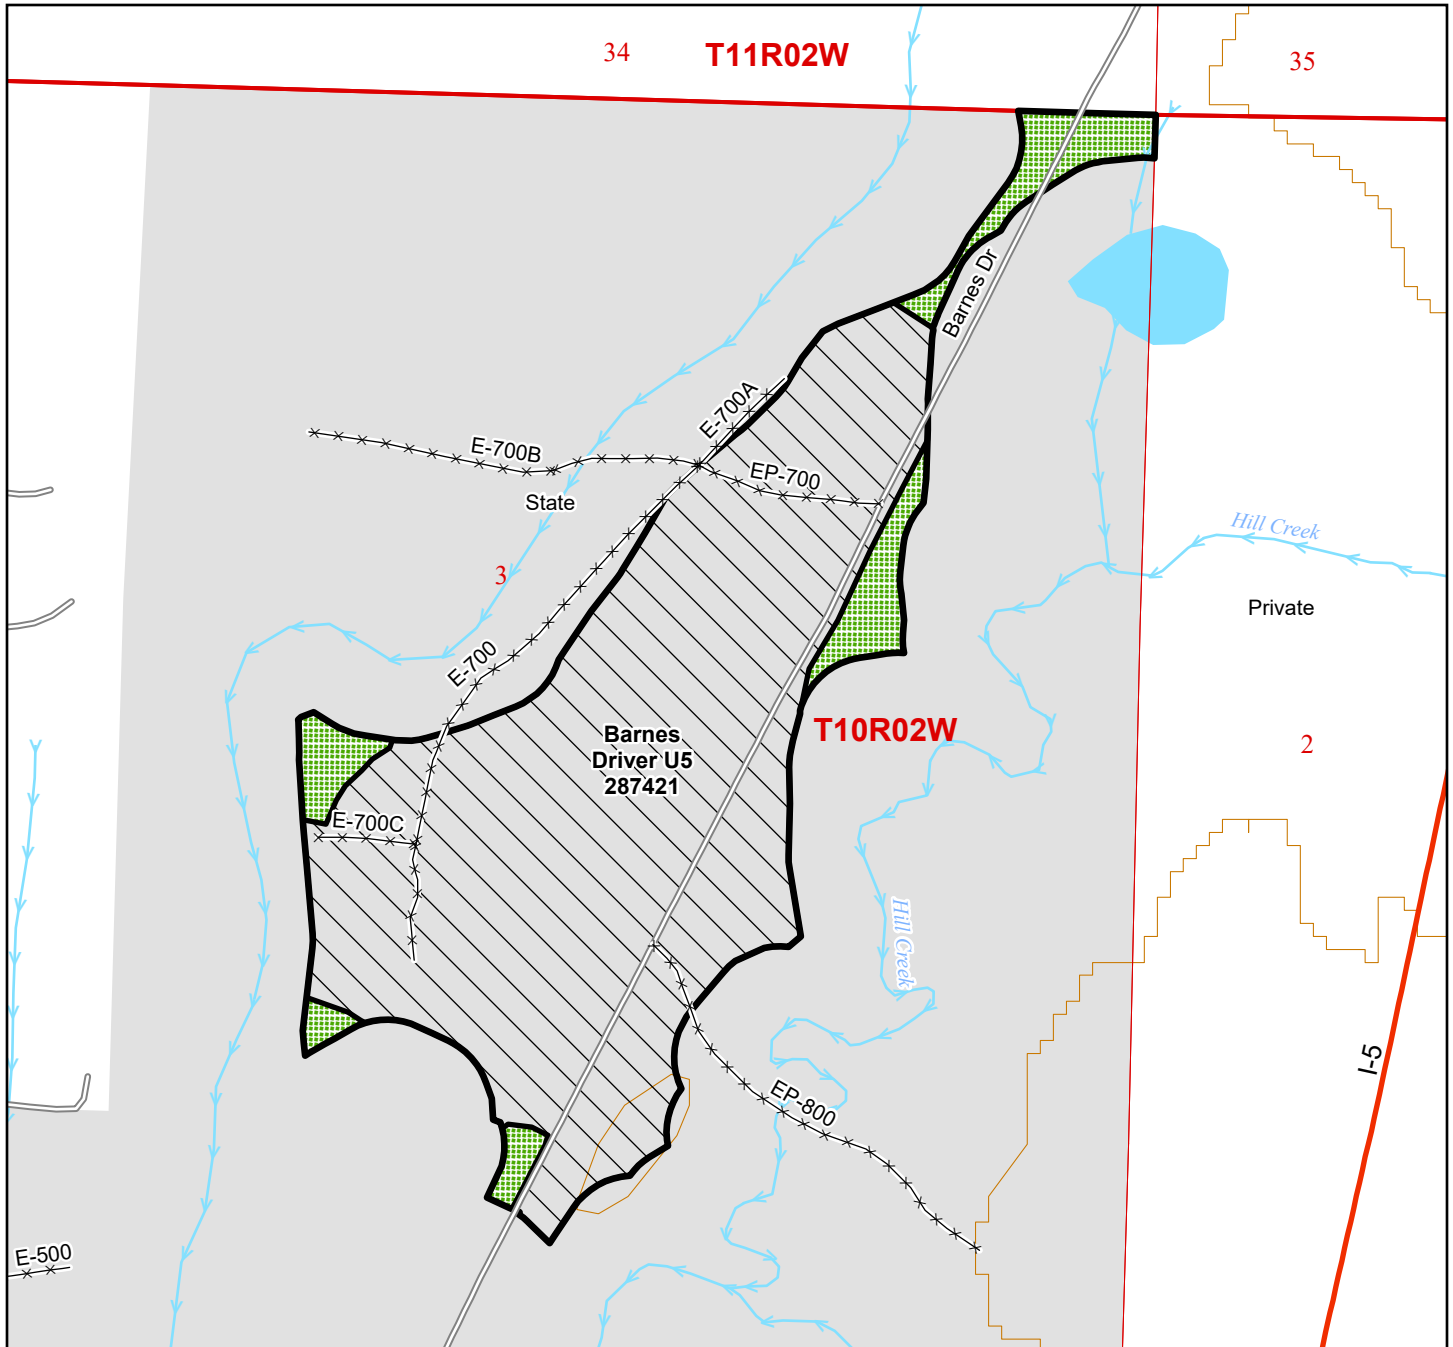 34
T11R02W
35
Barnes Dr
E-700A
E-700B
EP-700
State
Hill Creek
3
Private
E-700
T10R02W
Barnes
Driver U5
287421
2
E-700C
Hill Creek
I-5
EP-800
E-500